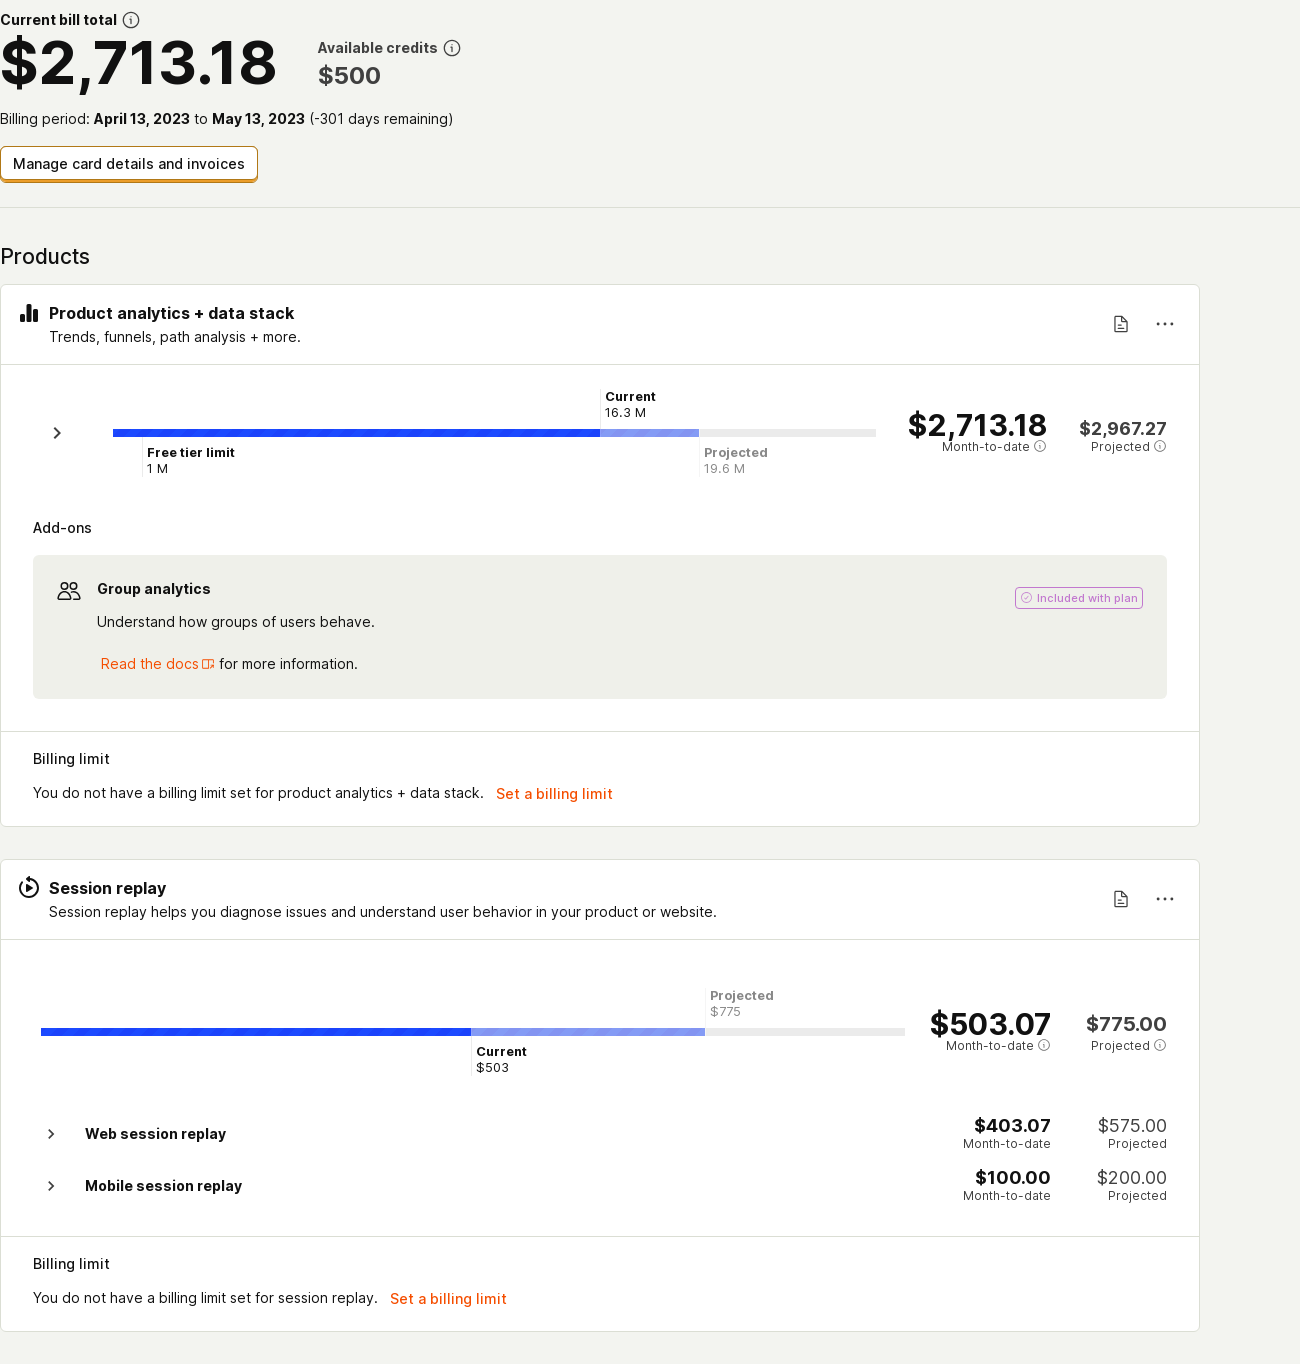 Current bill total
$2,713.18
Available credits
$500
Billing period: April 13, 2023 to May 13, 2023 (-301 days remaining)
Manage card details and invoices
Products
Product analytics + data stack
Trends, funnels, path analysis + more.
Current
16.3 M
Free tier limit
1 M
Projected
19.6 M
$2,713.18
Month-to-date
$2,967.27
Projected
Add-ons
Group analytics
Understand how groups of users behave.
Included with plan
Read the docs for more information.
Billing limit
You do not have a billing limit set for product analytics + data stack. Set a billing limit
Session replay
Session replay helps you diagnose issues and understand user behavior in your product or website.
Projected
$775
Current
$503
$503.07
Month-to-date
$775.00
Projected
Web session replay
$403.07
Month-to-date
$575.00
Projected
Mobile session replay
$100.00
Month-to-date
$200.00
Projected
Billing limit
You do not have a billing limit set for session replay. Set a billing limit